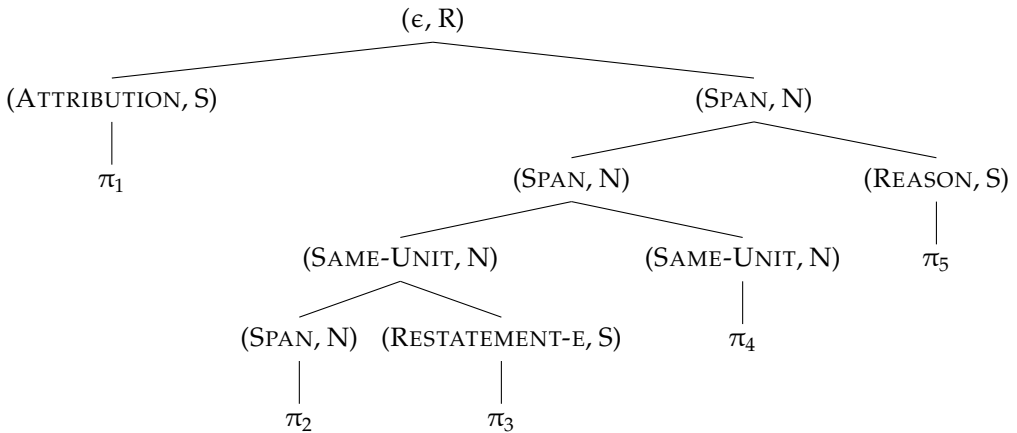 (ϵ, R)
(ATTRIBUTION, S) (SPAN, N)
π₁ (SPAN, N) (REASON, S)
(SAME-UNIT, N) (SAME-UNIT, N) π₅
(SPAN, N) (RESTATEMENT-E, S) π₄
π₂ π₃